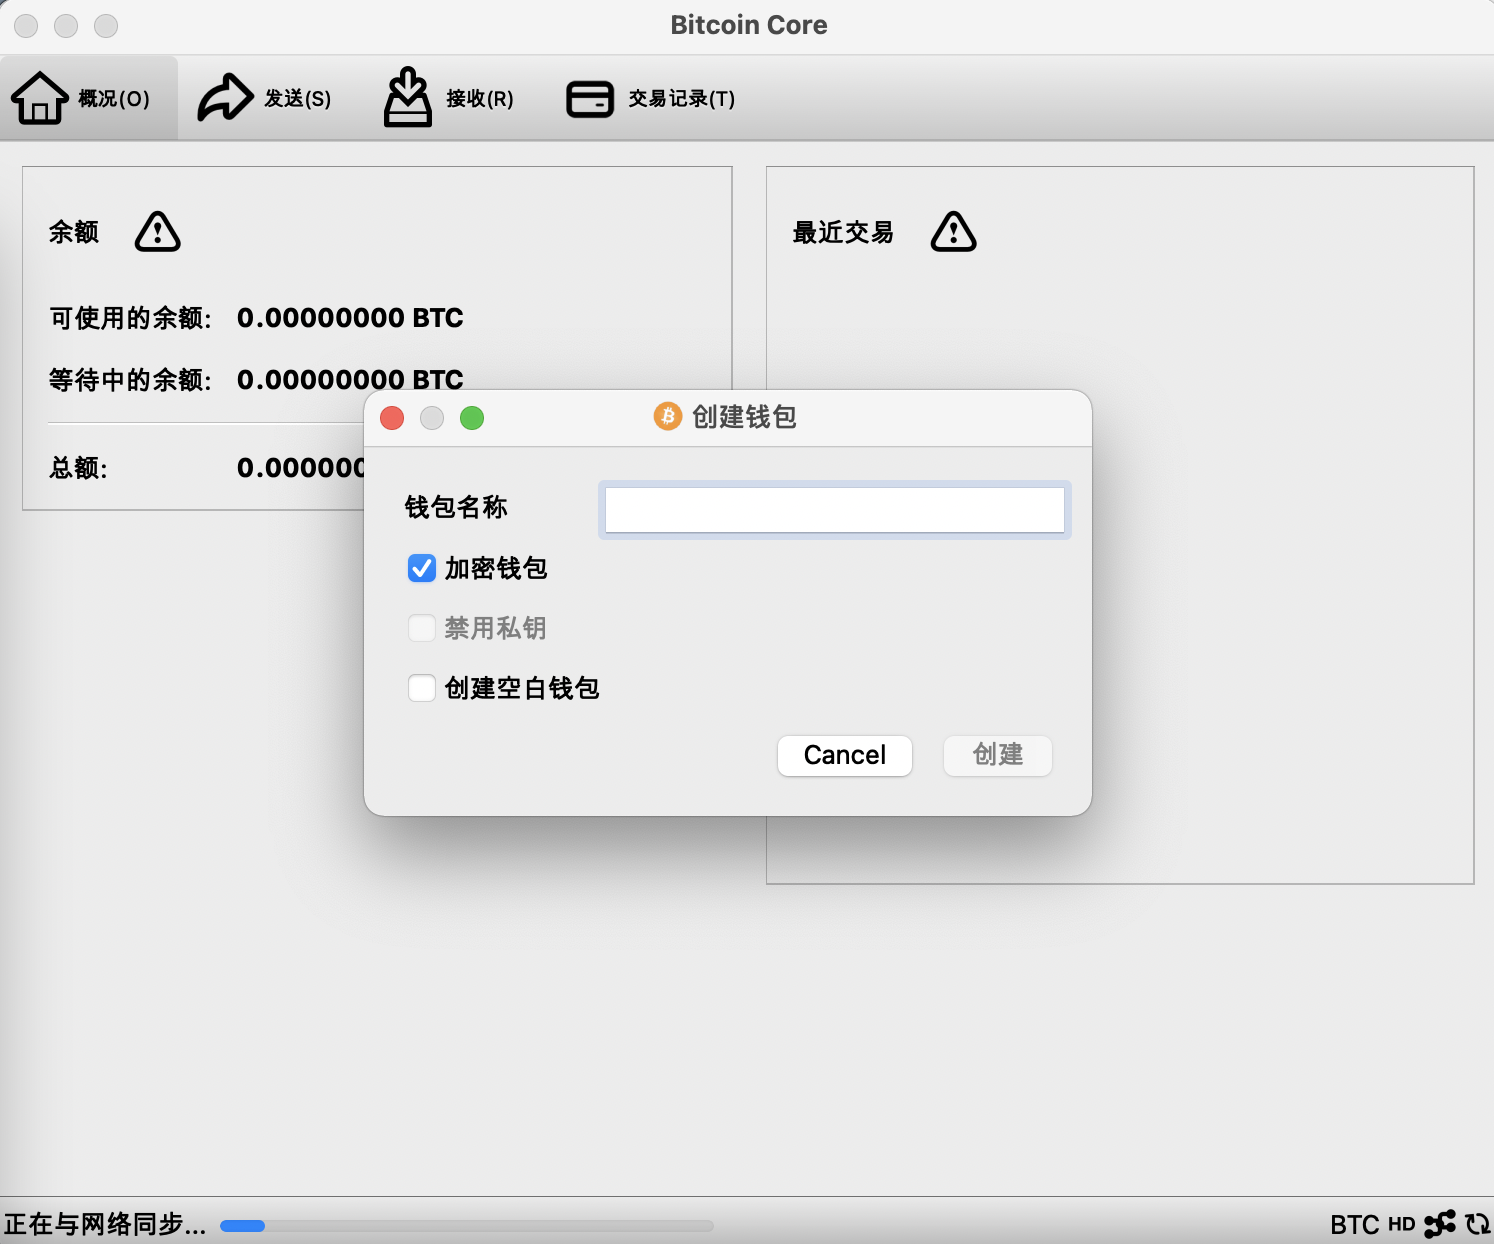 Bitcoin Core
概况(O)
发送(S)
接收(R)
交易记录(T)
余额
可使用的余额: 0.00000000 BTC
等待中的余额: 0.00000000 BTC
总额: 0.000000
最近交易
创建钱包
钱包名称
加密钱包
禁用私钥
创建空白钱包
Cancel
创建
正在与网络同步...
BTC HD